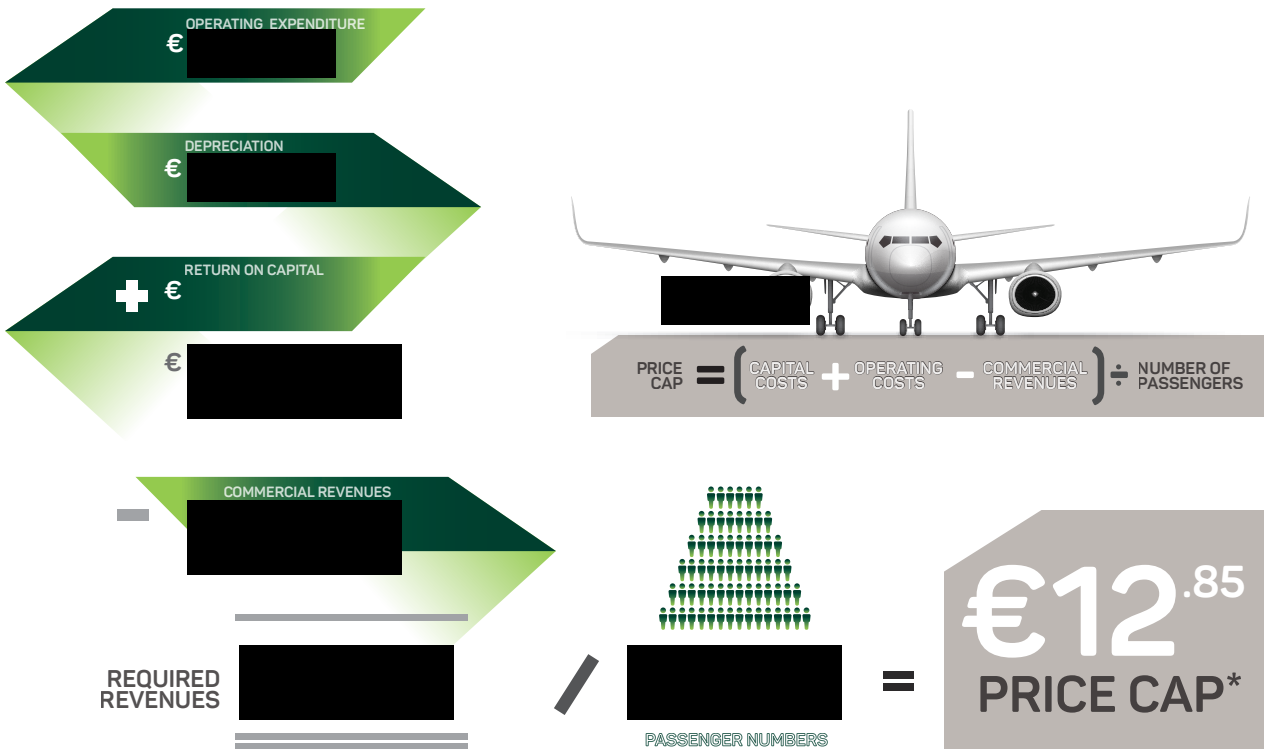 OPERATING EXPENDITURE
€
DEPRECIATION
€
RETURN ON CAPITAL
+ €
€
PRICE
CAP
= ( CAPITAL
COSTS
+ OPERATING
COSTS
- COMMERCIAL
REVENUES
) ÷ NUMBER OF
PASSENGERS
COMMERCIAL REVENUES
-
REQUIRED
REVENUES
/
PASSENGER NUMBERS
=
€12.85
PRICE CAP*